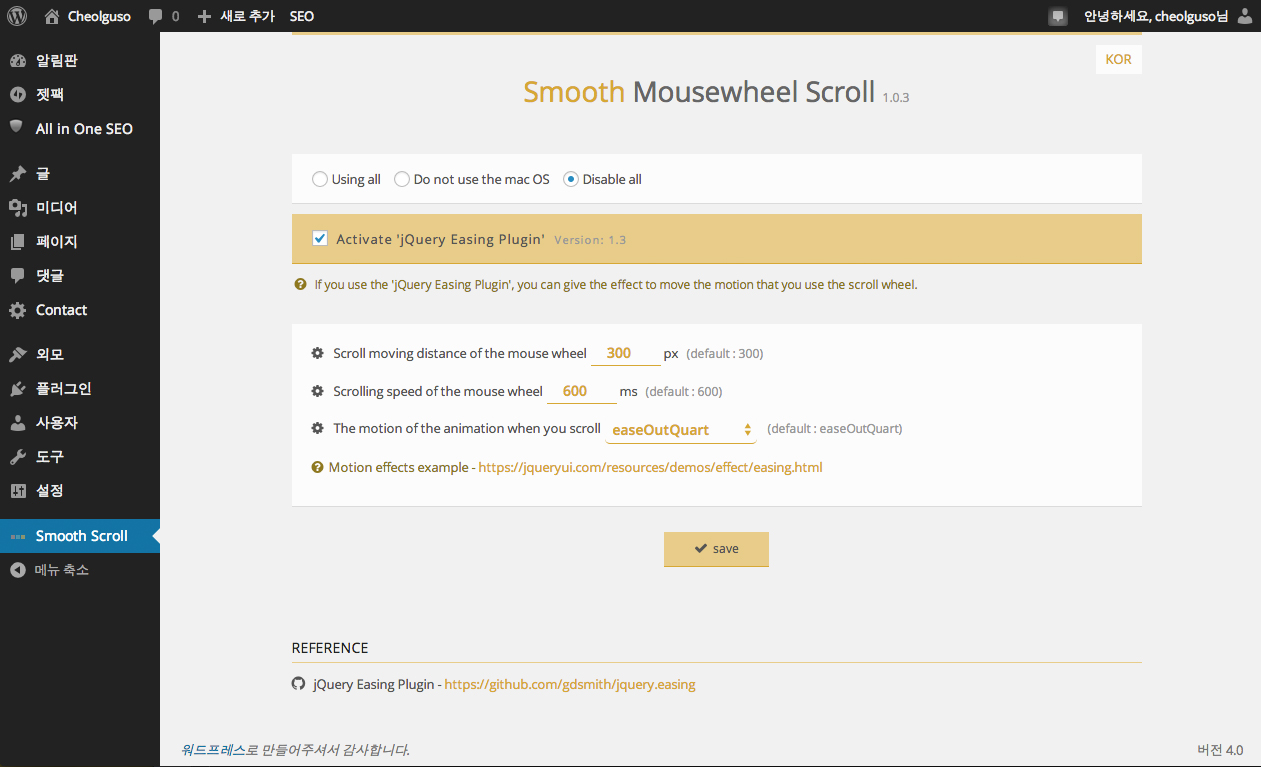 Cheolguso 0 새로 추가 SEO 안녕하세요, cheolguso님
알림판
젯팩
All in One SEO
글
미디어
페이지
댓글
Contact
외모
플러그인
사용자
도구
설정
Smooth Scroll
메뉴 축소
KOR
Smooth Mousewheel Scroll 1.0.3
Using all Do not use the mac OS Disable all
Activate 'jQuery Easing Plugin' Version: 1.3
If you use the 'jQuery Easing Plugin', you can give the effect to move the motion that you use the scroll wheel.
Scroll moving distance of the mouse wheel 300 px (default : 300)
Scrolling speed of the mouse wheel 600 ms (default : 600)
The motion of the animation when you scroll easeOutQuart (default : easeOutQuart)
Motion effects example - https://jqueryui.com/resources/demos/effect/easing.html
save
REFERENCE
jQuery Easing Plugin - https://github.com/gdsmith/jquery.easing
워드프레스로 만들어주셔서 감사합니다. 버전 4.0